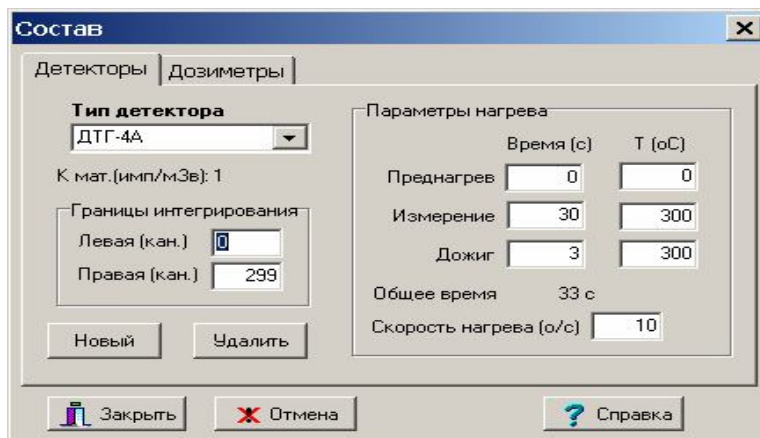 Состав
Детекторы Дозиметры
Тип детектора
ДТГ-4А
К мат.(имп/мЗв): 1
Границы интегрирования
Левая (кан.) 0
Правая (кан.) 299
Новый Удалить
Параметры нагрева
Время (с) Т (оС)
Преднагрев 0 0
Измерение 30 300
Дожиг 3 300
Общее время 33 с
Скорость нагрева (о/с) 10
Закрыть Отмена Справка